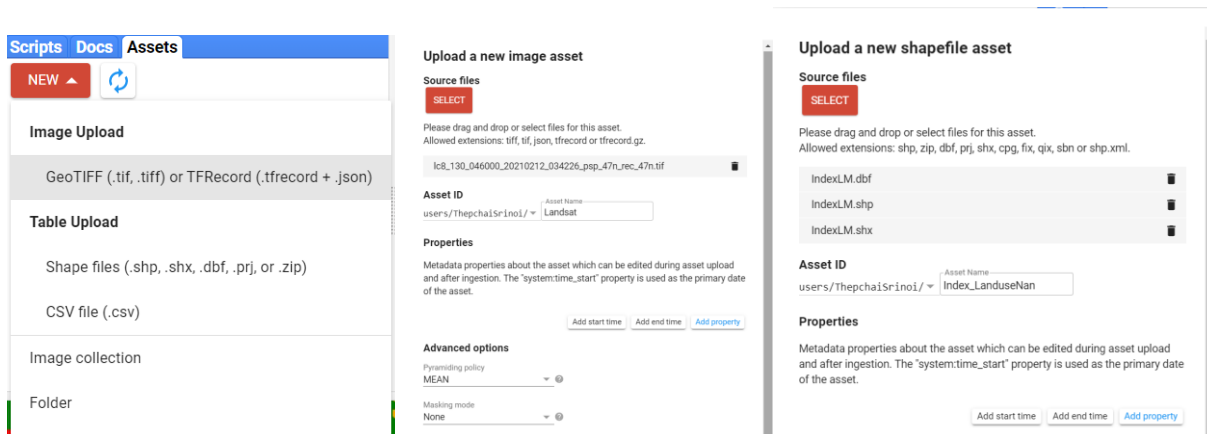 Scripts Docs Assets
NEW
Image Upload
GeoTIFF (.tif, .tiff) or TFRecord (.tfrecord + .json)
Table Upload
Shape files (.shp, .shx, .dbf, .prj, or .zip)
CSV file (.csv)
Image collection
Folder
Upload a new image asset
Source files
SELECT
Please drag and drop or select files for this asset.
Allowed extensions: tiff, tif, json, tfrecord or tfrecord.gz.
lc8_130_046000_20210212_034226_psp_47n_rec_47n.tif
Asset ID
Asset Name
users/ThepchaiSrinoi/ Landsat
Properties
Metadata properties about the asset which can be edited during asset upload
and after ingestion. The "system:time_start" property is used as the primary date
of the asset.
Add start time Add end time Add property
Advanced options
Pyramiding policy
MEAN
Masking mode
None
Upload a new shapefile asset
Source files
SELECT
Please drag and drop or select files for this asset.
Allowed extensions: shp, zip, dbf, prj, shx, cpg, fix, qix, sbn or shp.xml.
IndexLM.dbf
IndexLM.shp
IndexLM.shx
Asset ID
Asset Name
users/ThepchaiSrinoi/ Index_LanduseNan
Properties
Metadata properties about the asset which can be edited during asset upload
and after ingestion. The "system:time_start" property is used as the primary date
of the asset.
Add start time Add end time Add property